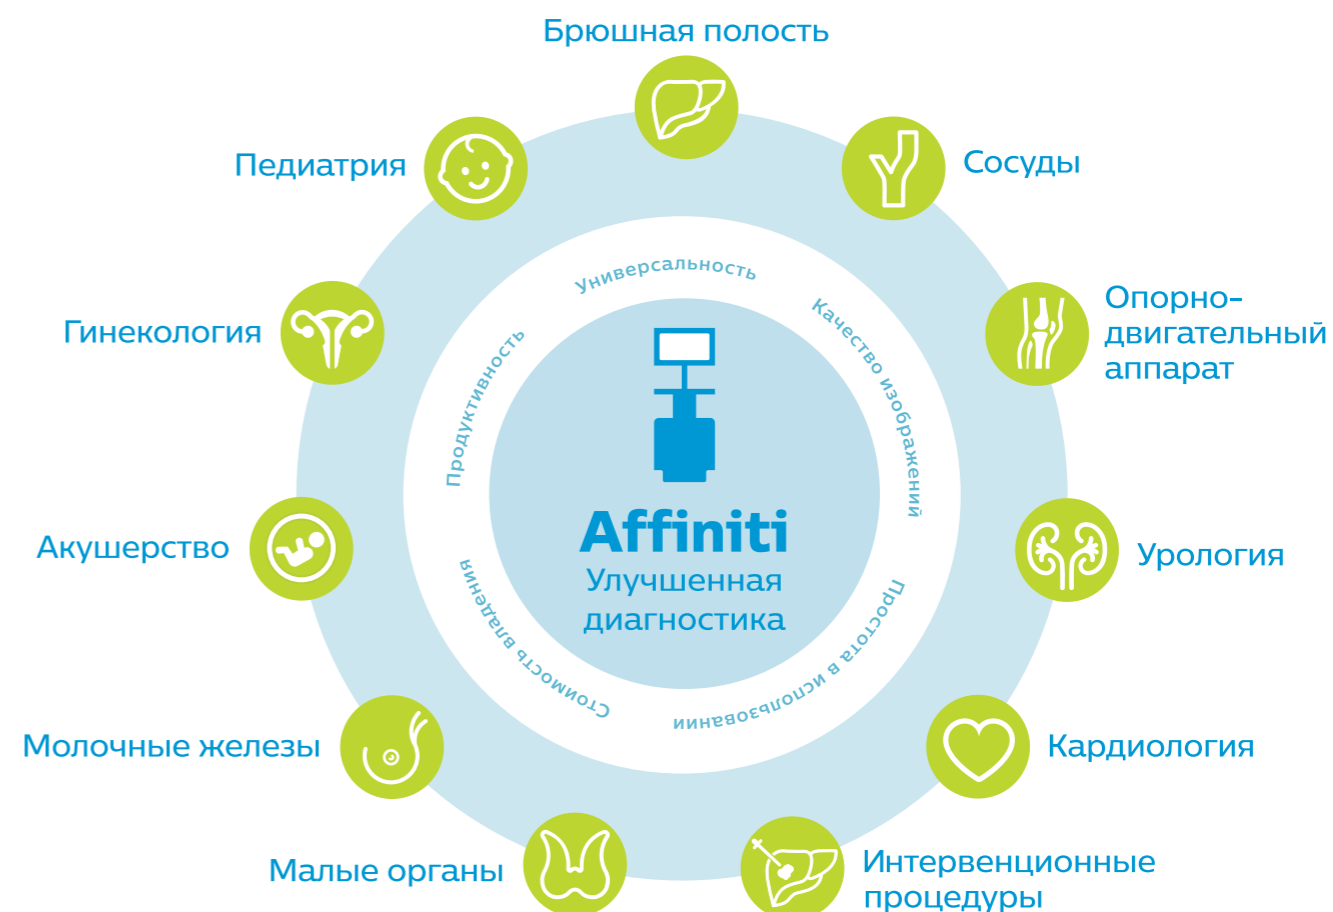 Брюшная полость
Сосуды
Опорно-
двигательный
аппарат
Урология
Кардиология
Интервенционные
процедуры
Малые органы
Молочные железы
Акушерство
Гинекология
Педиатрия
Универсальность
Качество изображений
Простота в использовании
Стоимость владения
Продуктивность
Affiniti
Улучшенная
диагностика